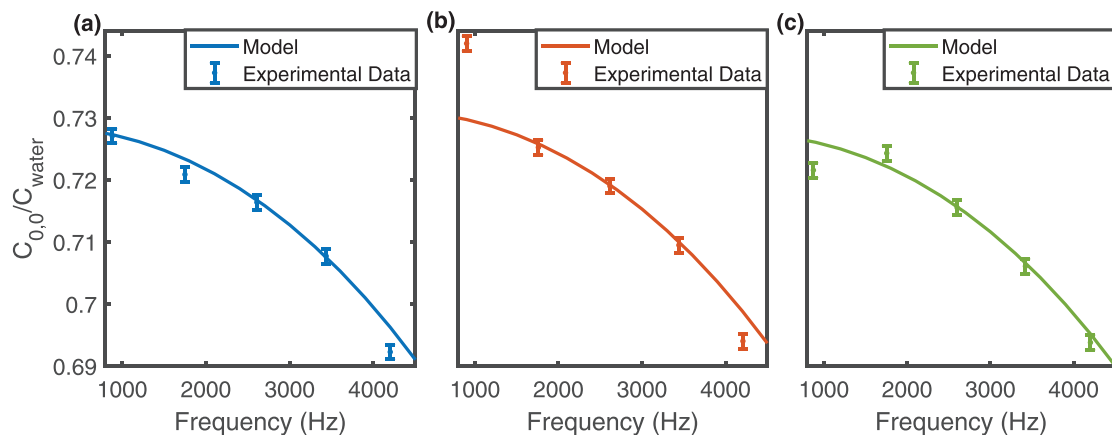 (a)
(b)
(c)
Model
Experimental Data
Model
Experimental Data
Model
Experimental Data
C0,0/Cwater
0.74
0.73
0.72
0.71
0.7
0.69
1000 2000 3000 4000
1000 2000 3000 4000
1000 2000 3000 4000
Frequency (Hz)
Frequency (Hz)
Frequency (Hz)